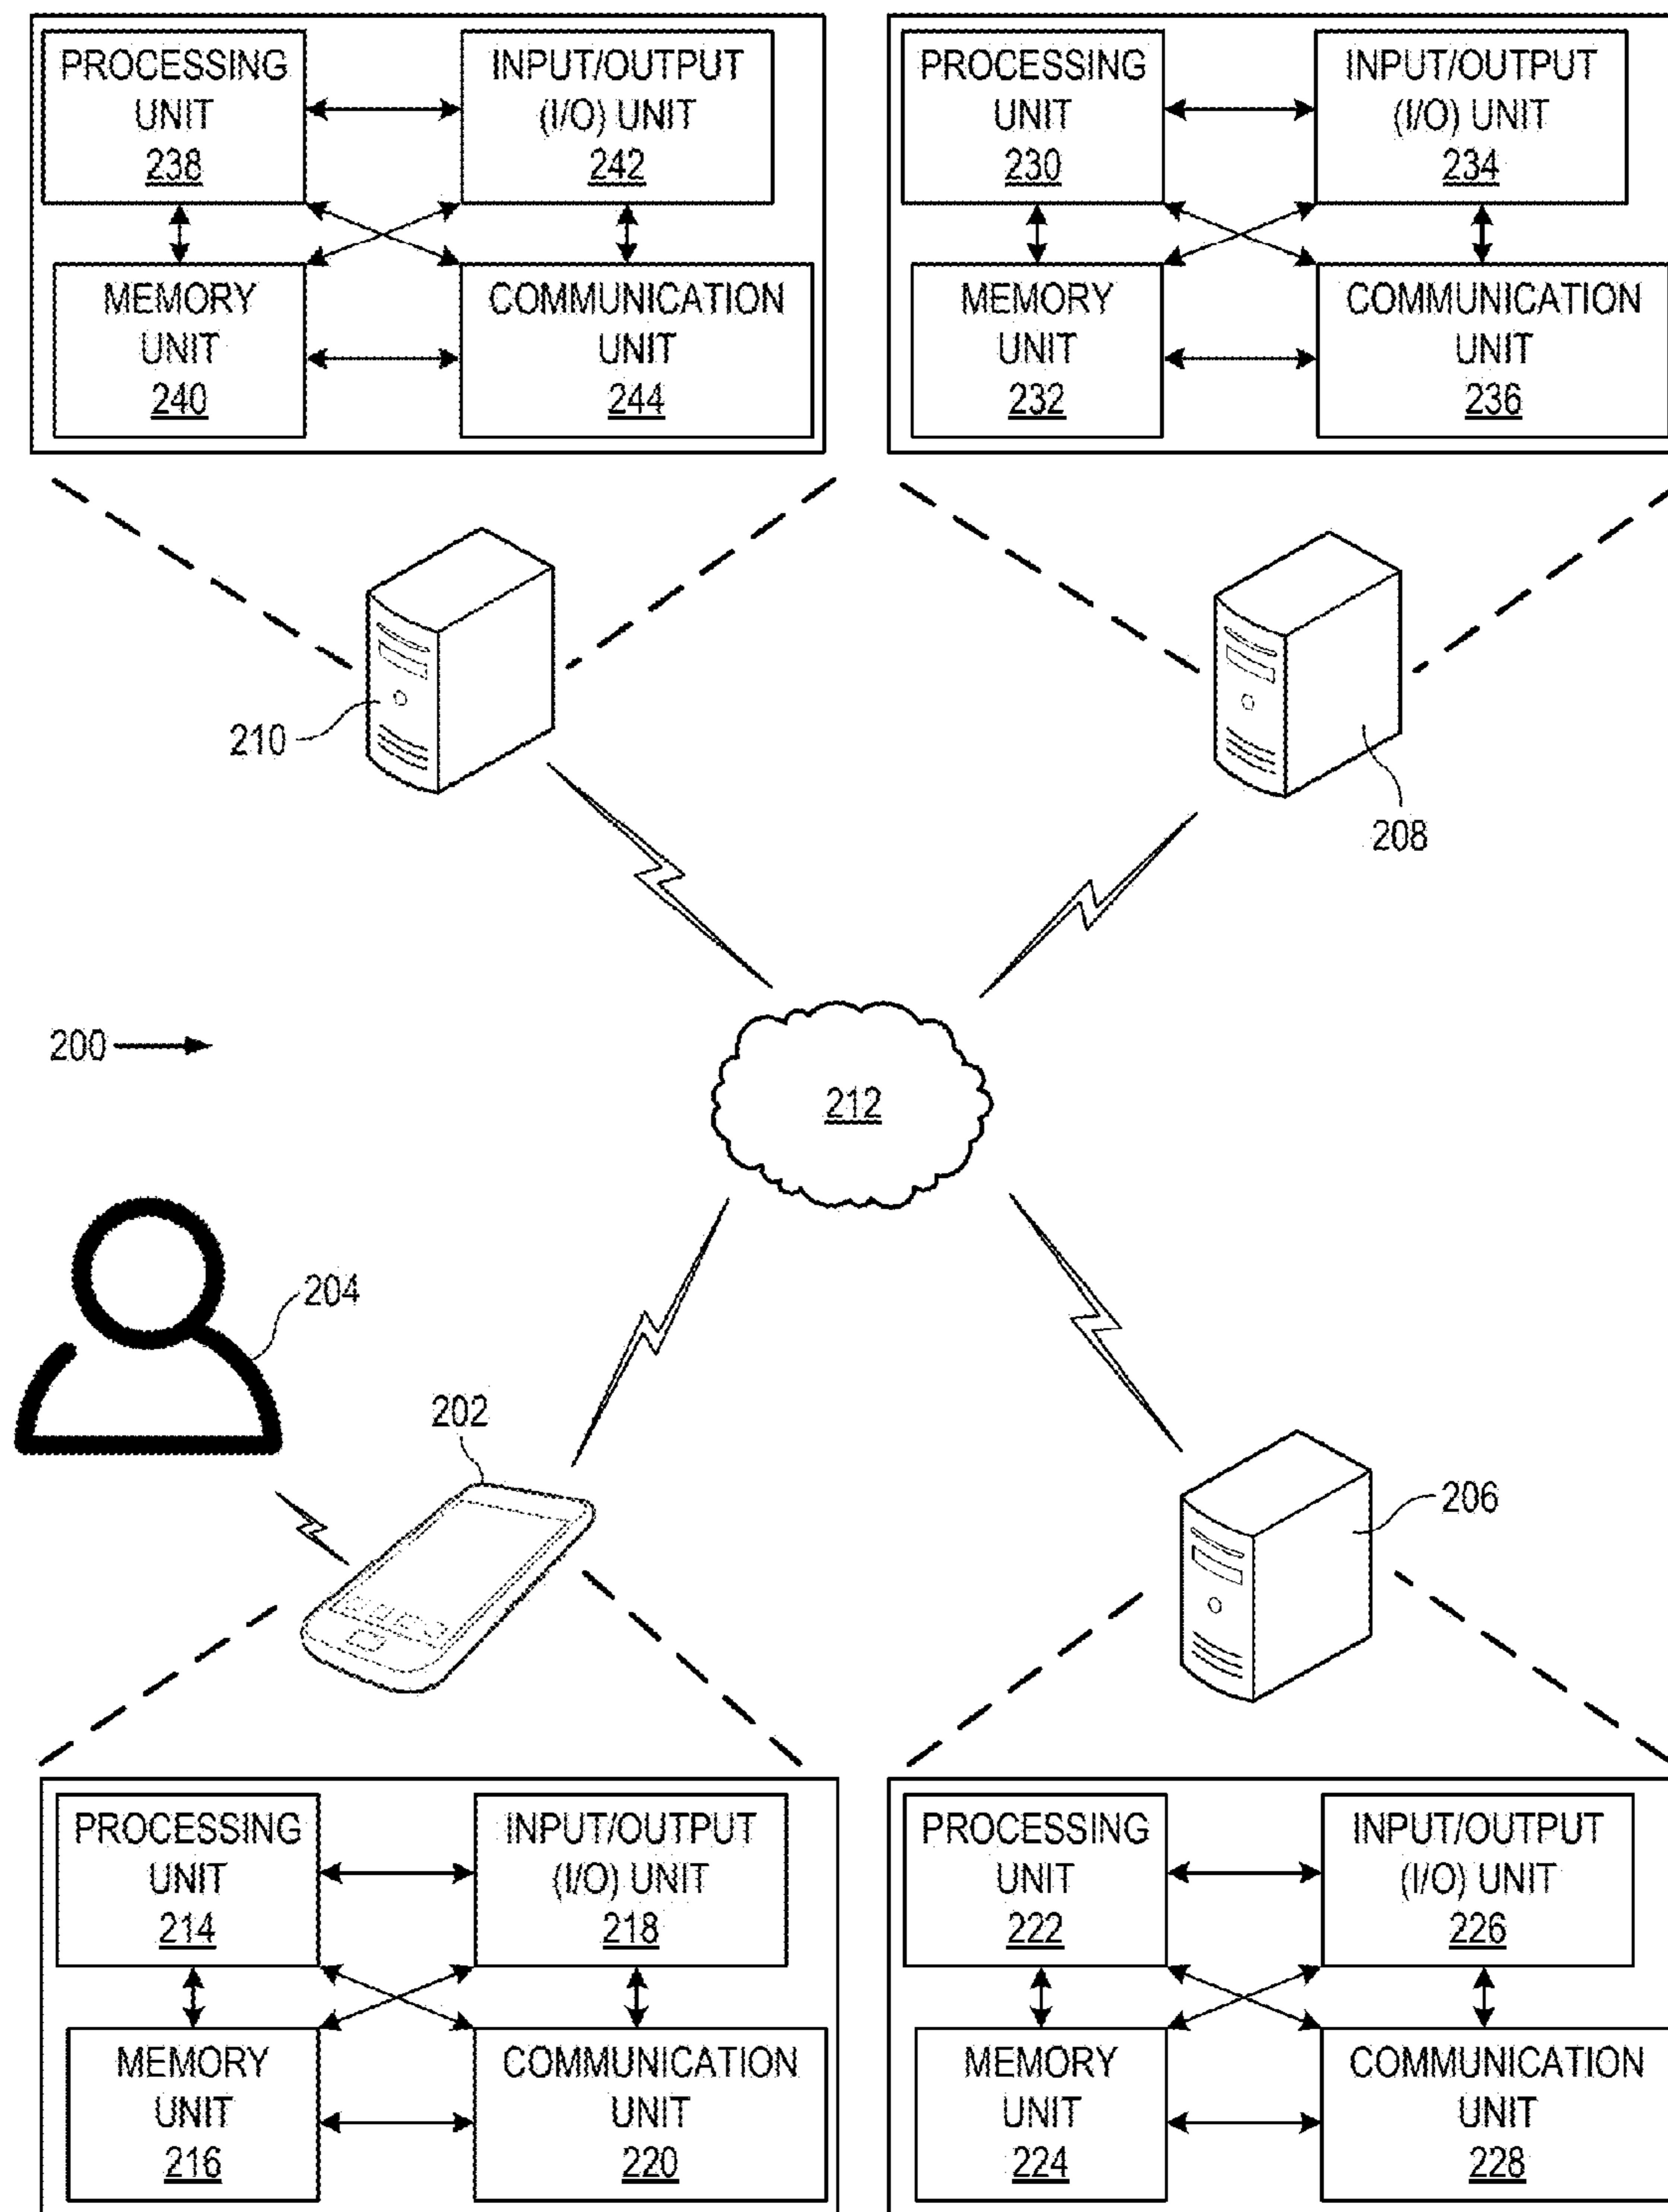 PROCESSING
UNIT
238
INPUT/OUTPUT
(I/O) UNIT
242
MEMORY
UNIT
240
COMMUNICATION
UNIT
244
PROCESSING
UNIT
230
INPUT/OUTPUT
(I/O) UNIT
234
MEMORY
UNIT
232
COMMUNICATION
UNIT
236
210
208
200
212
204
202
206
PROCESSING
UNIT
214
INPUT/OUTPUT
(I/O) UNIT
218
MEMORY
UNIT
216
COMMUNICATION
UNIT
220
PROCESSING
UNIT
222
INPUT/OUTPUT
(I/O) UNIT
226
MEMORY
UNIT
224
COMMUNICATION
UNIT
228